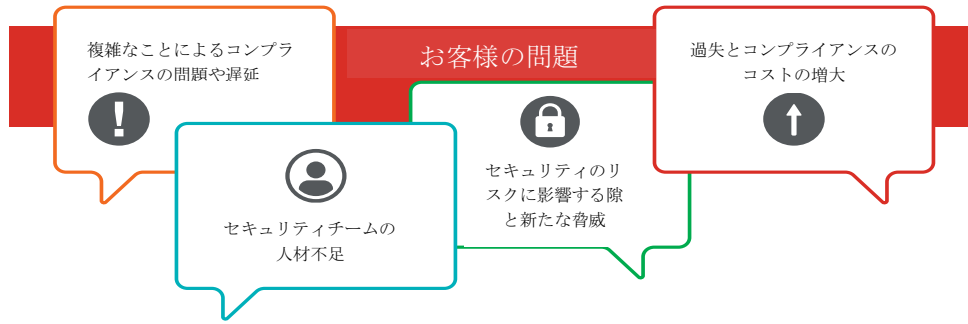 お客様の問題
複雑なことによるコンプラ
イアンスの問題や遅延
セキュリティチームの
人材不足
セキュリティのリ
スクに影響する隙
と新たな脅威
過失とコンプライアンスの
コストの増大